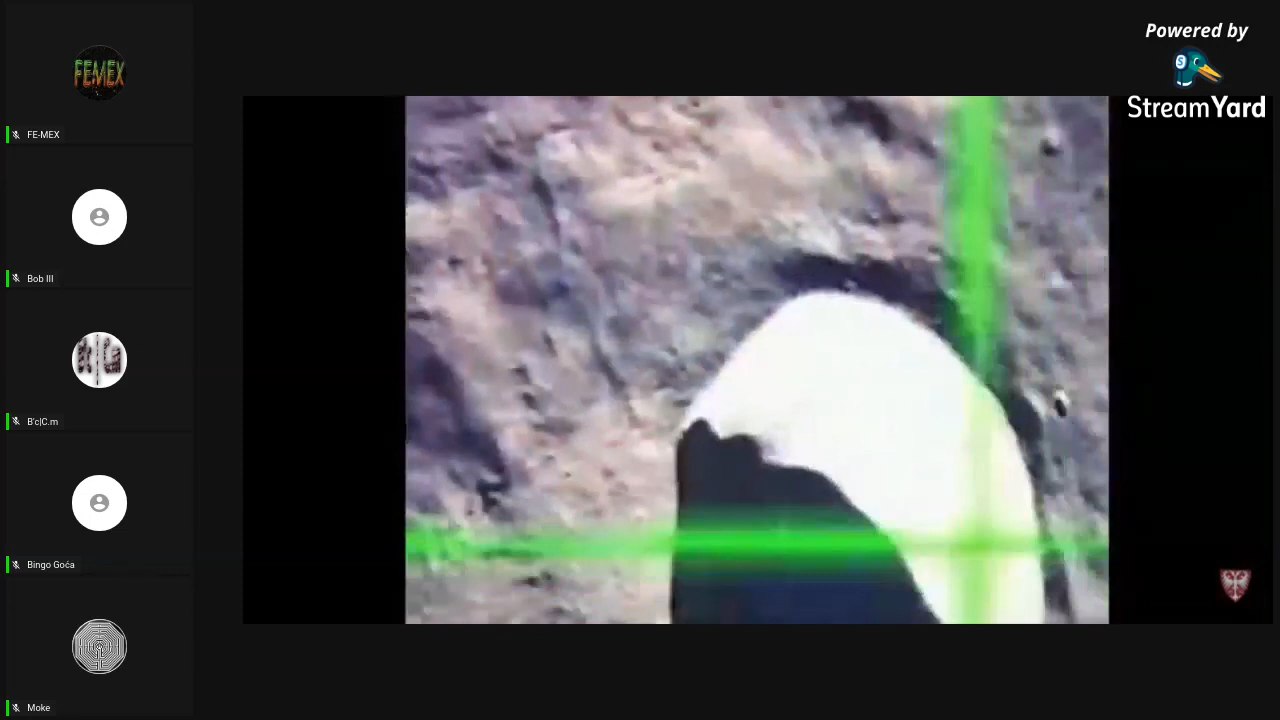 FEMEX
FE-MEX
Bob III
B'c|C.m
Bingo Goća
Moke
Powered by
S
StreamYard